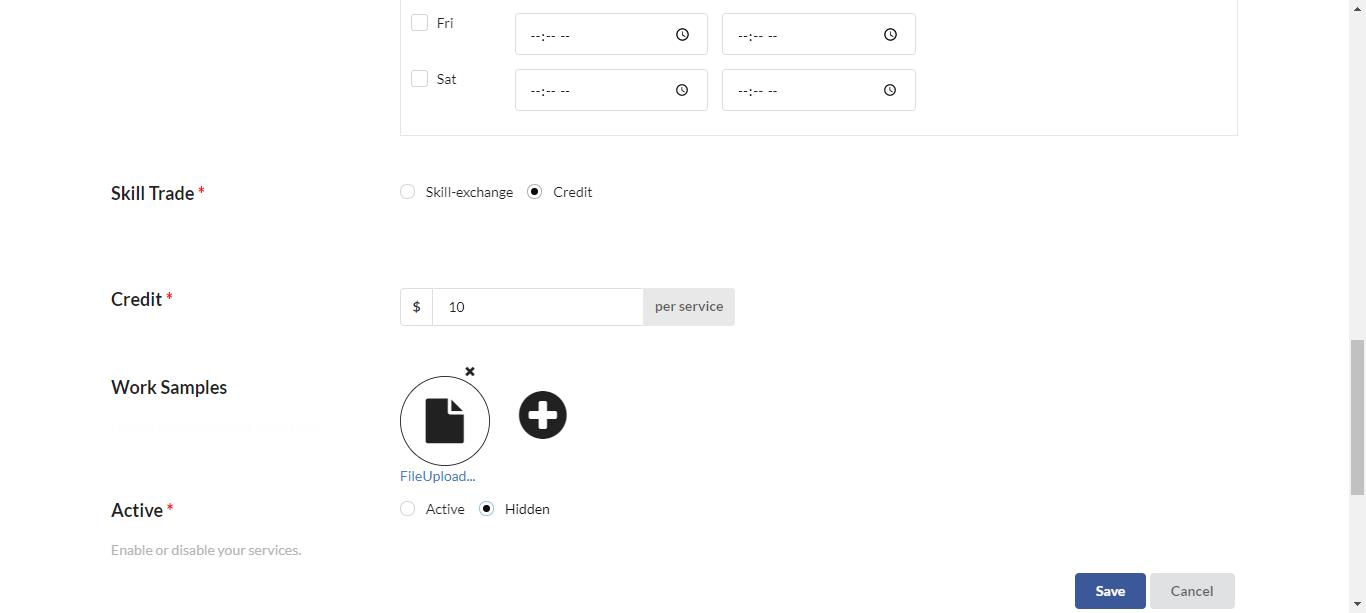 Fri --:-- -- --:-- --
Sat --:-- -- --:-- --
Skill Trade * Skill-exchange Credit
Credit * $ 10 per service
Work Samples
FileUpload...
Active * Active Hidden
Enable or disable your services.
Save Cancel